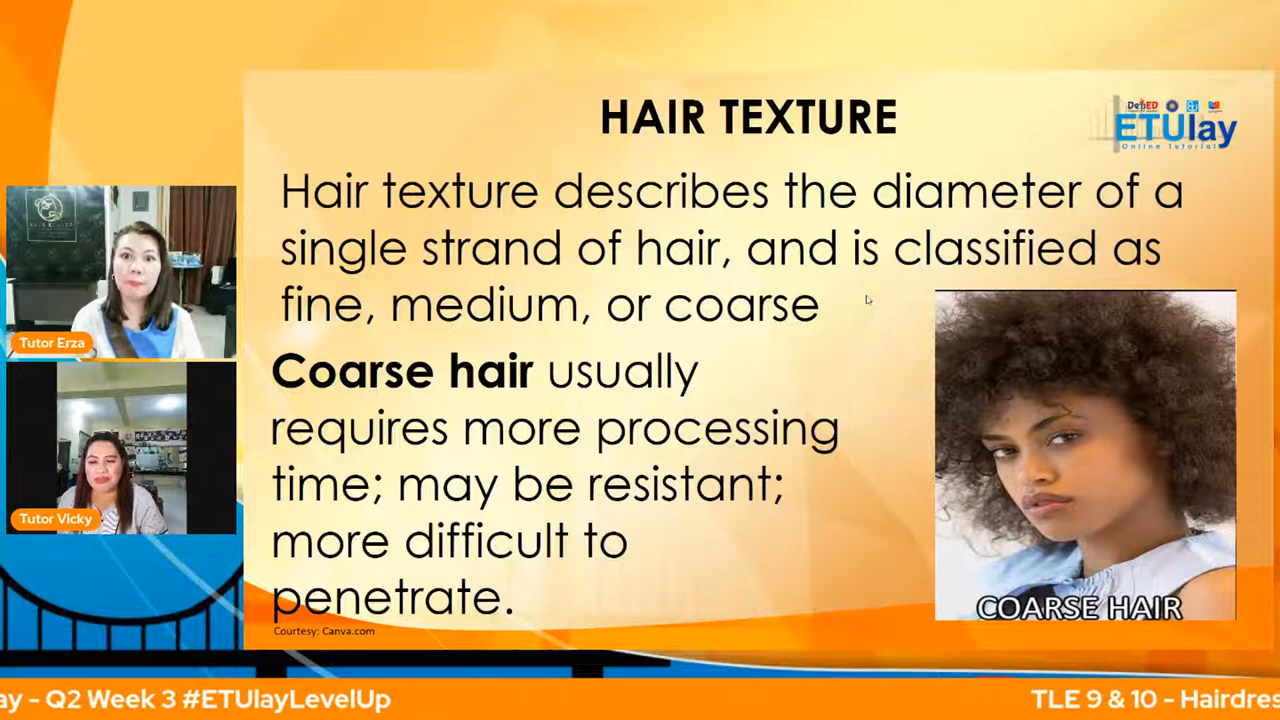 HAIR TEXTURE
DepED
ETUlay
Online Tutorial
Hair texture describes the diameter of a
single strand of hair, and is classified as
fine, medium, or coarse
Coarse hair usually
requires more processing
time; may be resistant;
more difficult to
penetrate.
COARSE HAIR
Courtesy: Canva.com
Tutor Erza
Tutor Vicky
ay - Q2 Week 3 #ETUlayLevelUp
TLE 9 & 10 - Hairdres